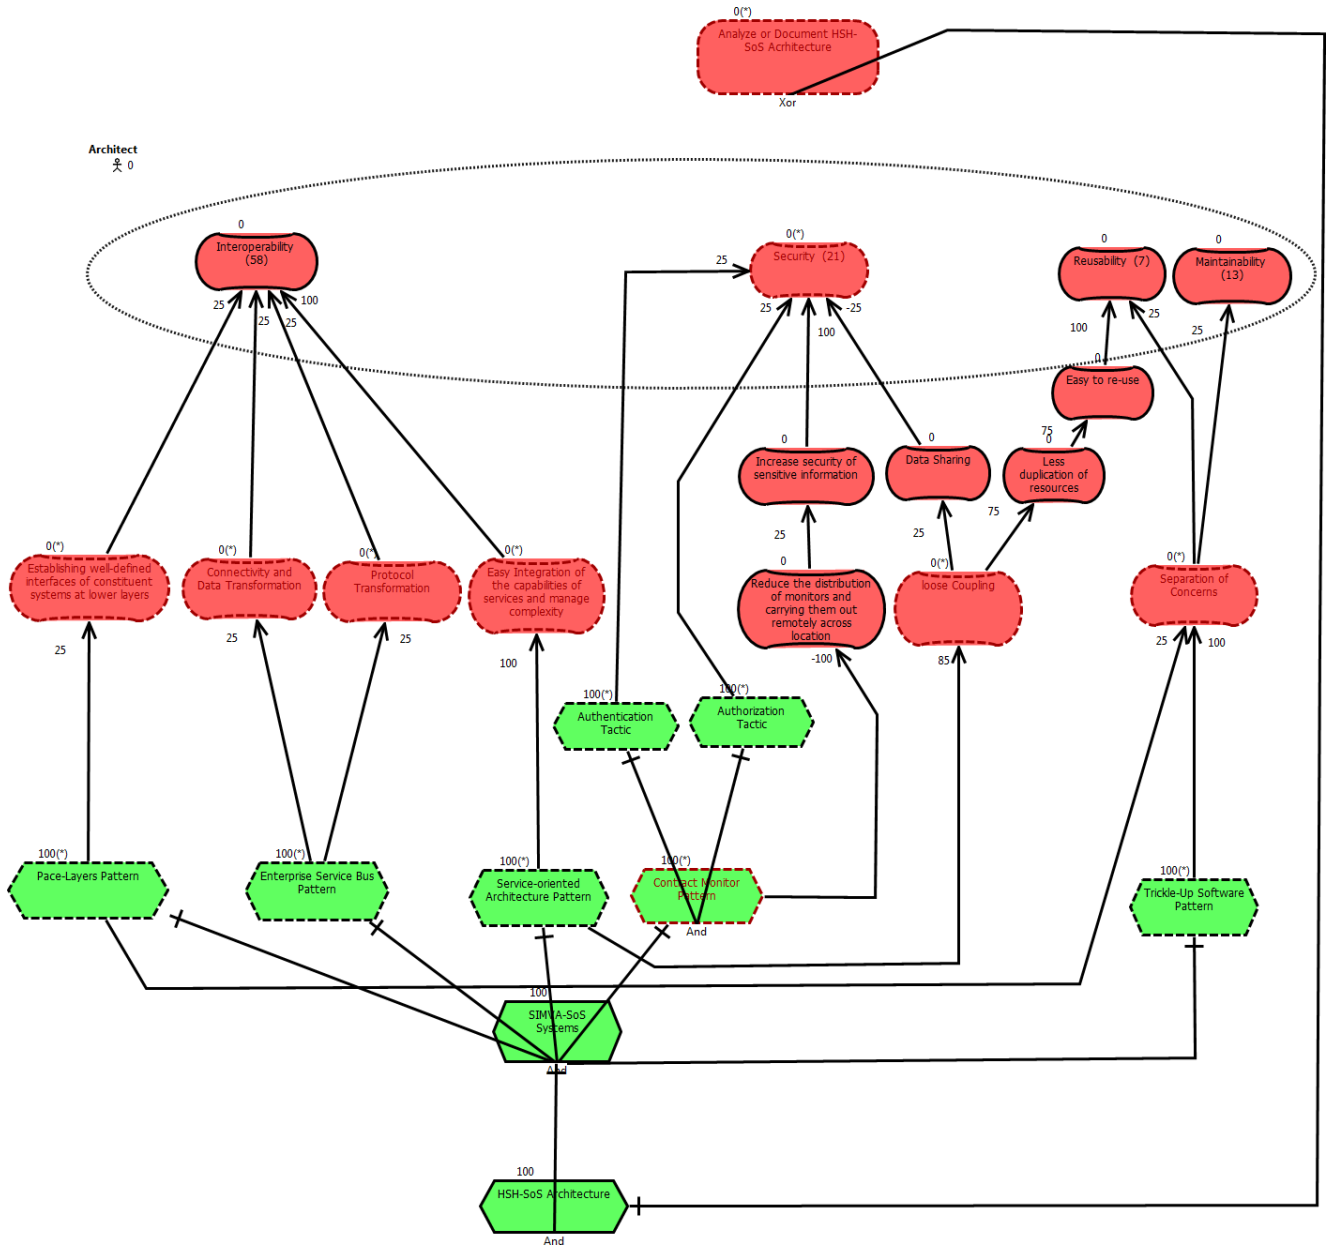 0(*)
Analyze or Document HSH-
SoS Acrhitecture
Xor
Architect
0
0
Interoperability
(58)
0(*)
Security (21)
0
Reusability (7)
0
Maintainability
(13)
25
25
25
100
25
25
100
-25
100
25
25
0
Easy to re-use
75
0
Increase security of
sensitive information
0
Data Sharing
0
Less
duplication of
resources
25
25
75
0(*)
Establishing well-defined
interfaces of constituent
systems at lower layers
0(*)
Connectivity and
Data Transformation
0(*)
Protocol
Transformation
0(*)
Easy Integration of
the capabilities of
services and manage
complexity
0
Reduce the distribution
of monitors and
carrying them out
remotely across
location
0(*)
loose Coupling
0(*)
Separation of
Concerns
25
25
25
100
-100
85
25
100
100(*)
Authentication
Tactic
100(*)
Authorization
Tactic
100(*)
Pace-Layers Pattern
100(*)
Enterprise Service Bus
Pattern
100(*)
Service-oriented
Architecture Pattern
100(*)
Contract Monitor
Pattern
And
100(*)
Trickle-Up Software
Pattern
100
SIMVA-SoS
Systems
And
100
HSH-SoS Architecture
And